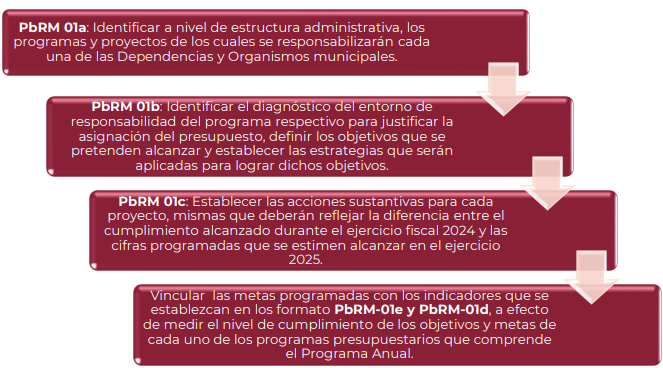 PbRM 01a: Identificar a nivel de estructura administrativa, los
programas y proyectos de los cuales se responsabilizarán cada
una de las Dependencias y Organismos municipales.
PbRM 01b: Identificar el diagnóstico del entorno de
responsabilidad del programa respectivo para justificar la
asignación del presupuesto, definir los objetivos que se
pretenden alcanzar y establecer las estrategias que serán
aplicadas para lograr dichos objetivos.
PbRM 01c: Establecer las acciones sustantivas para cada
proyecto, mismas que deberán reflejar la diferencia entre el
cumplimiento alcanzado durante el ejercicio fiscal 2024 y las
cifras programadas que se estimen alcanzar en el ejercicio
2025.
Vincular las metas programadas con los indicadores que se
establezcan en los formato PbRM-01e y PbRM-01d, a efecto
de medir el nivel de cumplimiento de los objetivos y metas de
cada uno de los programas presupuestarios que comprende
el Programa Anual.